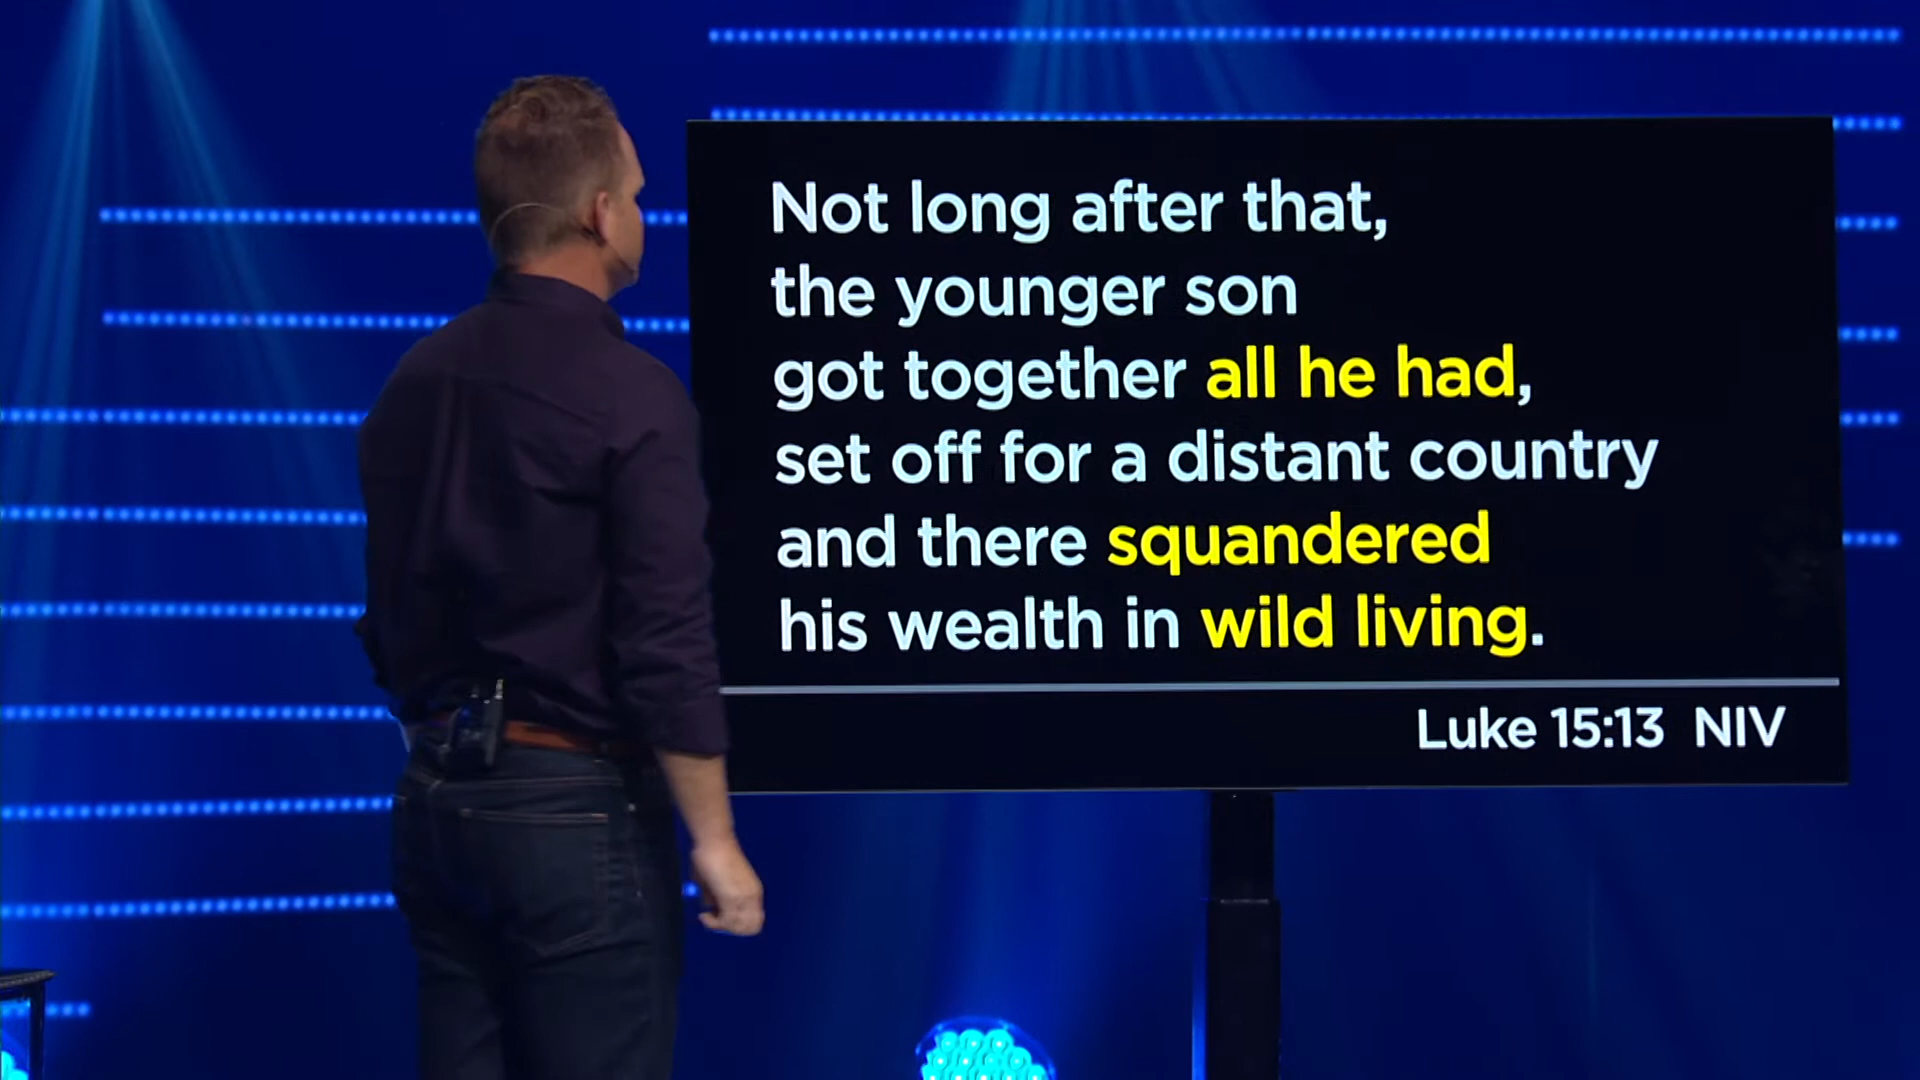 Not long after that,
the younger son
got together all he had,
set off for a distant country
and there squandered
his wealth in wild living.
Luke 15:13 NIV